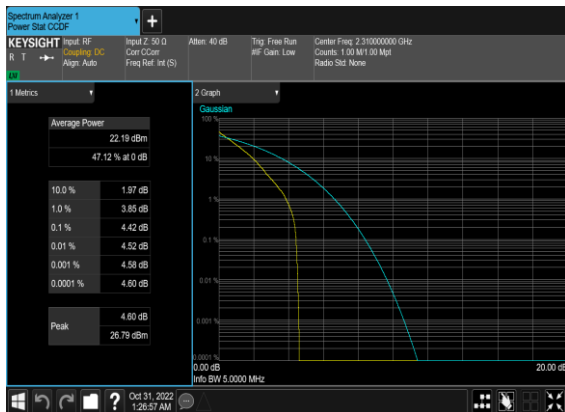 Spectrum Analyzer 1
Power Stat CCDF
+
KEYSIGHT
R T
LXI
Input: RF
Coupling: DC
Align: Auto
Input Z: 50 Ω
Corr CCorr
Freq Ref: Int (S)
Atten: 40 dB
Trig: Free Run
#IF Gain: Low
Center Freq: 2.310000000 GHz
Counts: 1.00 M/1.00 Mpt
Radio Std: None
1 Metrics
Average Power
22.19 dBm
47.12 % at 0 dB
10.0 % 1.97 dB
1.0 % 3.85 dB
0.1 % 4.42 dB
0.01 % 4.52 dB
0.001 % 4.58 dB
0.0001 % 4.60 dB
Peak
4.60 dB
26.79 dBm
2 Graph
Gaussian
100 %
10 %
1 %
0.1 %
0.01 %
0.001 %
0.0001 %
0.00 dB
20.00 dB
Info BW 5.0000 MHz
?
Oct 31, 2022
1:26:57 AM